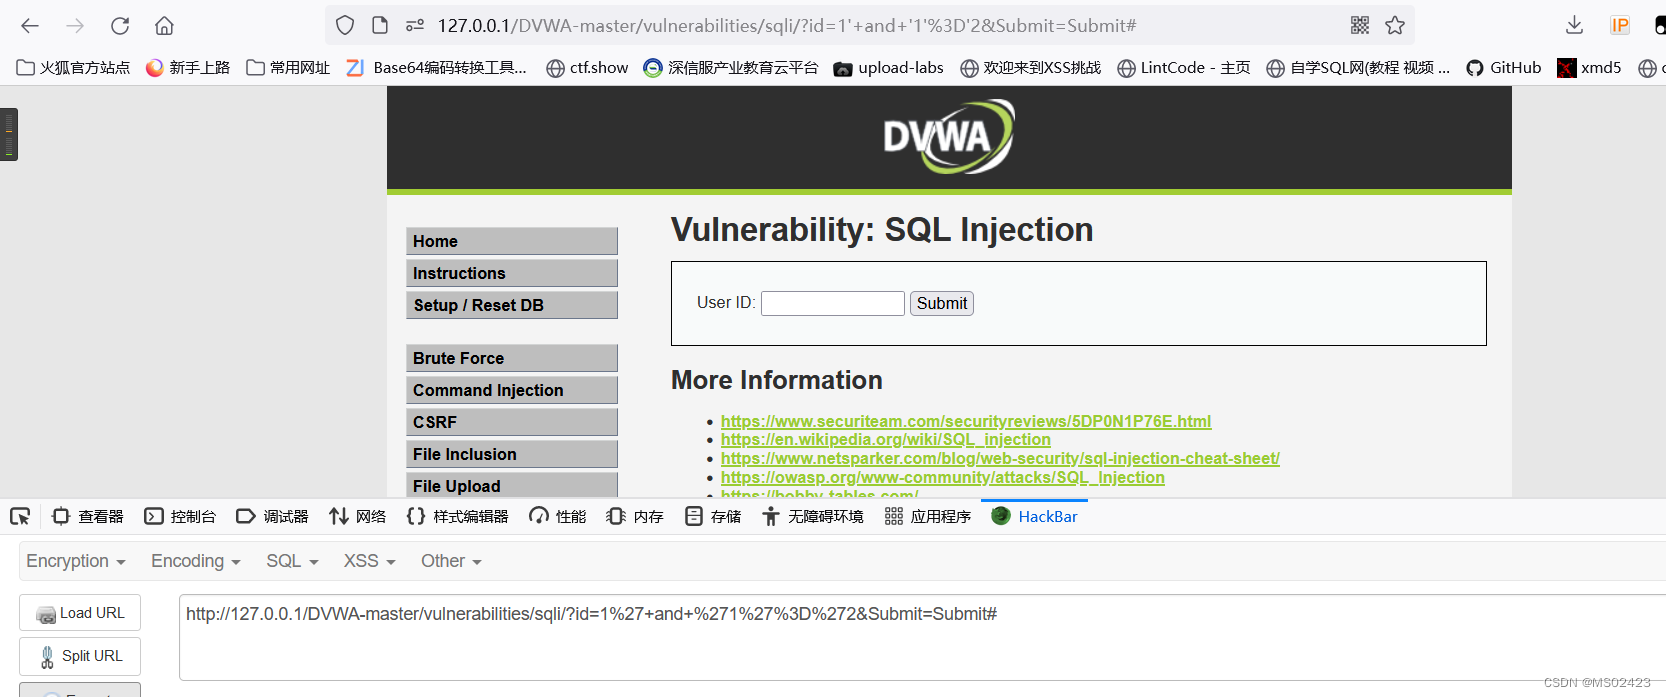 127.0.0.1/DVWA-master/vulnerabilities/sqli/?id=1'+and+'1'%3D'2&Submit=Submit#
IP
火狐官方站点 新手上路 常用网址 Base64编码转换工具... ctf.show 深信服产业教育云平台 upload-labs 欢迎来到XSS挑战 LintCode - 主页 自学SQL网(教程 视频 ... GitHub xmd5
DVWA
Vulnerability: SQL Injection
Home
Instructions
Setup / Reset DB
User ID: Submit
Brute Force
Command Injection
CSRF
File Inclusion
File Upload
More Information
https://www.securiteam.com/securityreviews/5DP0N1P76E.html
https://en.wikipedia.org/wiki/SQL_injection
https://www.netsparker.com/blog/web-security/sql-injection-cheat-sheet/
https://owasp.org/www-community/attacks/SQL_Injection
https://bobby-tables.com/
查看器 控制台 调试器 网络 样式编辑器 性能 内存 存储 无障碍环境 应用程序 HackBar
Encryption Encoding SQL XSS Other
Load URL
http://127.0.0.1/DVWA-master/vulnerabilities/sqli/?id=1%27+and+%271%27%3D%272&Submit=Submit#
Split URL
CSDN @MS02423